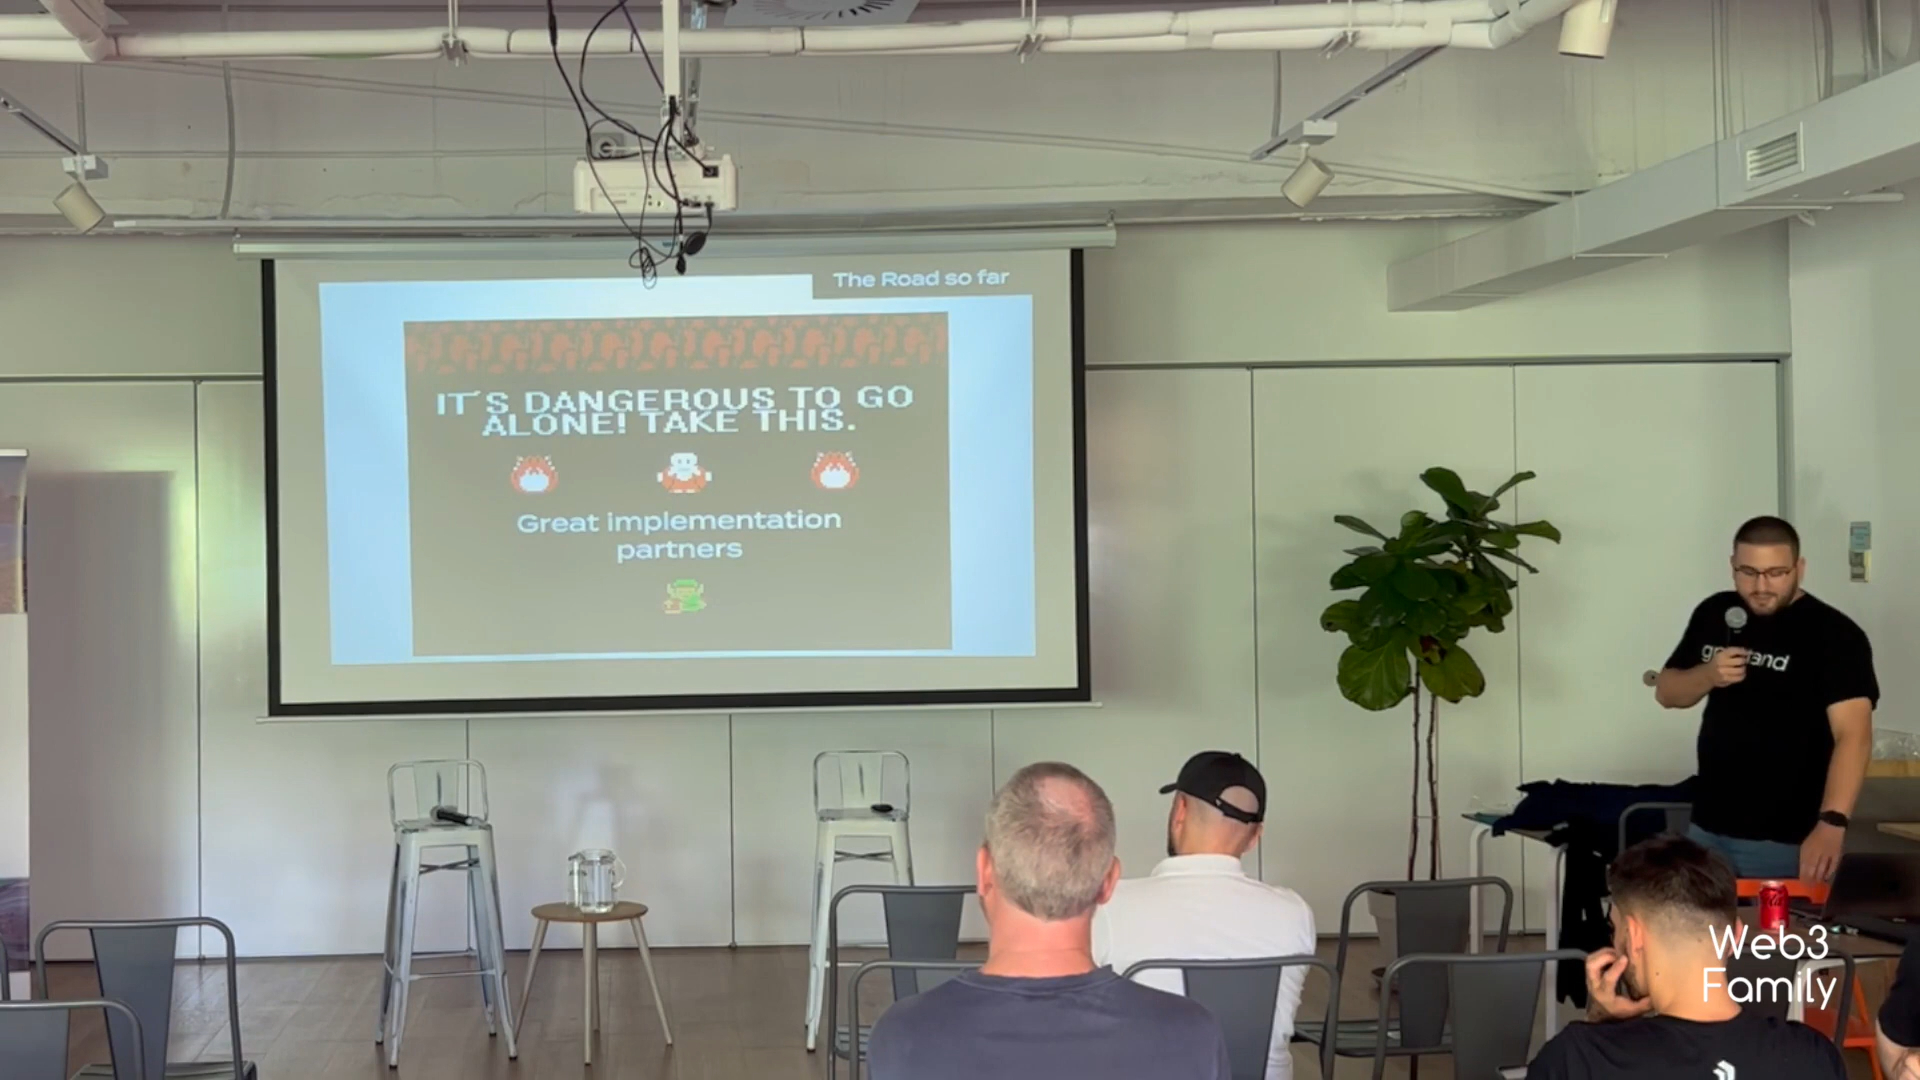 The Road so far
IT'S DANGEROUS TO GO
ALONE! TAKE THIS.
Great implementation
partners
Web3
Family